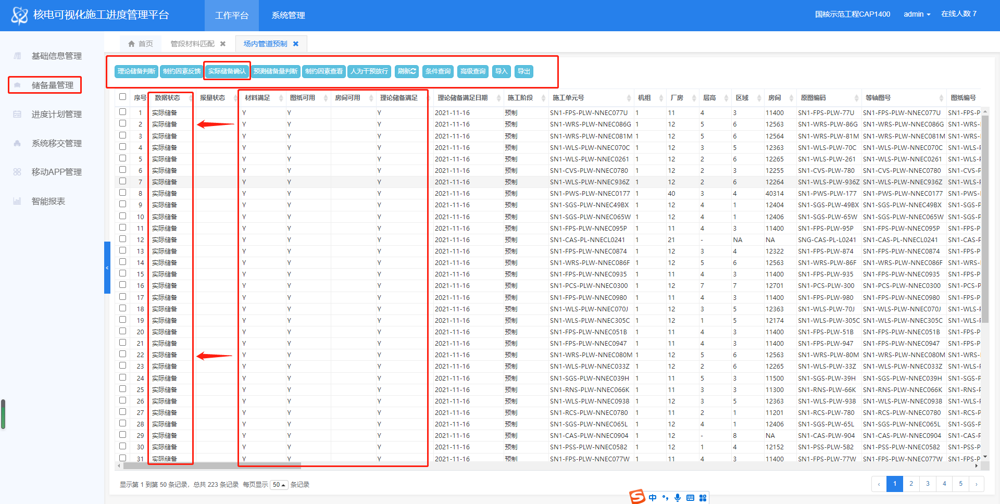 核电可视化施工进度管理平台 工作平台 系统管理 国核示范工程CAP1400 admin 在线人数 7
首页 管段材料匹配 场内管道预制
基础信息管理
储备量管理
进度计划管理
系统移交管理
移动APP管理
智能报表
理论储备判断 制约因素反馈 实际储备确认 预测储备量判断 制约因素查看 人为干预放行 刷新 条件查询 高级查询 导入 导出
序号 数据状态 报量状态 材料满足 图纸可用 房间可用 理论储备满足 理论储备满足日期 施工阶段 施工单元号 机组 厂房 层高 区域 房间 原图编码 等轴图号 图纸编号
1 实际储备 Y Y Y 2021-11-16 预制 SN1-FPS-PLW-NNEC077U 1 11 4 3 11400 SN1-FPS-PLW-77U SN1-FPS-PLW-NNEC077U SN1-FPS-P
2 实际储备 Y Y Y 2021-11-16 预制 SN1-WRS-PLW-NNEC086G 1 12 5 6 12563 SN1-WRS-PLW-86G SN1-WRS-PLW-NNEC086G SN1-WRS-
3 实际储备 Y Y Y 2021-11-16 预制 SN1-WRS-PLW-NNEC081M 1 12 5 6 12564 SN1-WRS-PLW-81M SN1-WRS-PLW-NNEC081M SN1-WRS-
4 实际储备 Y Y Y 2021-11-16 预制 SN1-WLS-PLW-NNEC070C 1 12 3 5 12363 SN1-WLS-PLW-70C SN1-WLS-PLW-NNEC070C SN1-WLS-F
5 实际储备 Y Y Y 2021-11-16 预制 SN1-WLS-PLW-NNEC0261 1 12 2 6 12265 SN1-WLS-PLW-261 SN1-WLS-PLW-NNEC0261 SN1-WLS-F
6 实际储备 Y Y Y 2021-11-16 预制 SN1-CVS-PLW-NNEC0780 1 12 2 3 12255 SN1-CVS-PLW-780 SN1-CVS-PLW-NNEC0780 SN1-CVS-P
7 实际储备 Y Y Y 2021-11-16 预制 SN1-WLS-PLW-NNEC936Z 1 12 2 6 12264 SN1-WLS-PLW-936Z SN1-WLS-PLW-NNEC936Z SN1-WLS-F
8 实际储备 Y Y Y 2021-11-16 预制 SN1-PWS-PLW-NNEC0177 1 40 3 4 40314 SN1-PWS-PLW-177 SN1-PWS-PLW-NNEC0177 SN1-PWS-
9 实际储备 Y Y Y 2021-11-16 预制 SN1-SGS-PLW-NNEC49BX 1 12 4 1 12404 SN1-SGS-PLW-49BX SN1-SGS-PLW-NNEC49BX SN1-SGS-F
10 实际储备 Y Y Y 2021-11-16 预制 SN1-SGS-PLW-NNEC065W 1 12 4 1 12406 SN1-SGS-PLW-65W SN1-SGS-PLW-NNEC065W SN1-SGS-F
11 实际储备 Y Y Y 2021-11-16 预制 SN1-FPS-PLW-NNEC095P 1 11 4 3 11400 SN1-FPS-PLW-95P SN1-FPS-PLW-NNEC095P SN1-FPS-P
12 实际储备 Y Y Y 2021-11-16 预制 SN1-CAS-PL-NNECL0241 1 21 - NA NA SNG-CAS-PL-L0241 SN1-CAS-PL-NNECL0241 SN1-CAS-P
13 实际储备 Y Y Y 2021-11-16 预制 SN1-FPS-PLW-NNEC0874 1 12 3 4 12322 SN1-FPS-PLW-874 SN1-FPS-PLW-NNEC0874 SN1-FPS-P
14 实际储备 Y Y Y 2021-11-16 预制 SN1-WRS-PLW-NNEC086F 1 12 5 6 12563 SN1-WRS-PLW-86F SN1-WRS-PLW-NNEC086F SN1-WRS-
15 实际储备 Y Y Y 2021-11-16 预制 SN1-FPS-PLW-NNEC0935 1 11 4 3 11400 SN1-FPS-PLW-935 SN1-FPS-PLW-NNEC0935 SN1-FPS-P
16 实际储备 Y Y Y 2021-11-16 预制 SN1-PCS-PLW-NNEC0300 1 12 7 7 12701 SN1-PCS-PLW-300 SN1-PCS-PLW-NNEC0300 SN1-PCS-P
17 实际储备 Y Y Y 2021-11-16 预制 SN1-FPS-PLW-NNEC0980 1 11 4 3 11400 SN1-FPS-PLW-980 SN1-FPS-PLW-NNEC0980 SN1-FPS-P
18 实际储备 Y Y Y 2021-11-16 预制 SN1-WLS-PLW-NNEC070J 1 12 3 5 12363 SN1-WLS-PLW-70J SN1-WLS-PLW-NNEC070J SN1-WLS-F
19 实际储备 Y Y Y 2021-11-16 预制 SN1-WLS-PLW-NNEC305C 1 12 1 5 12174 SN1-WLS-PLW-305C SN1-WLS-PLW-NNEC305C SN1-WLS-F
20 实际储备 Y Y Y 2021-11-16 预制 SN1-FPS-PLW-NNEC051B 1 11 4 3 11400 SN1-FPS-PLW-51B SN1-FPS-PLW-NNEC051B SN1-FPS-P
21 实际储备 Y Y Y 2021-11-16 预制 SN1-FPS-PLW-NNEC0947 1 11 4 3 11400 SN1-FPS-PLW-947 SN1-FPS-PLW-NNEC0947 SN1-FPS-P
22 实际储备 Y Y Y 2021-11-16 预制 SN1-WRS-PLW-NNEC080M 1 12 5 6 12563 SN1-WRS-PLW-80M SN1-WRS-PLW-NNEC080M SN1-WRS-
23 实际储备 Y Y Y 2021-11-16 预制 SN1-WLS-PLW-NNEC033Z 1 12 2 6 12265 SN1-WLS-PLW-33Z SN1-WLS-PLW-NNEC033Z SN1-WLS-F
24 实际储备 Y Y Y 2021-11-16 预制 SN1-SGS-PLW-NNEC039H 1 11 5 3 11500 SN1-SGS-PLW-39H SN1-SGS-PLW-NNEC039H SN1-SGS-F
25 实际储备 Y Y Y 2021-11-16 预制 SN1-RNS-PLW-NNEC066K 1 11 3 3 11300 SN1-RNS-PLW-66K SN1-RNS-PLW-NNEC066K SN1-RNS-P
26 实际储备 Y Y Y 2021-11-16 预制 SN1-WLS-PLW-NNEC0938 1 12 3 5 12363 SN1-WLS-PLW-938 SN1-WLS-PLW-NNEC0938 SN1-WLS-F
27 实际储备 Y Y Y 2021-11-16 预制 SN1-RCS-PLW-NNEC0780 1 11 2 1 11201 SN1-RCS-PLW-780 SN1-RCS-PLW-NNEC0780 SN1-RCS-P
28 实际储备 Y Y Y 2021-11-16 预制 SN1-SGS-PLW-NNEC065L 1 12 4 1 12406 SN1-SGS-PLW-65L SN1-SGS-PLW-NNEC065L SN1-SGS-F
29 实际储备 Y Y Y 2021-11-16 预制 SN1-CAS-PLW-NNEC0904 1 12 - 8 NA SN1-CAS-PLW-904 SN1-CAS-PLW-NNEC0904 SN1-CAS-P
30 实际储备 Y Y Y 2021-11-16 预制 SN1-PSS-PLW-NNEC0582 1 12 1 4 12152 SN1-PSS-PLW-582 SN1-PSS-PLW-NNEC0582 SN1-PSS-P
31 实际储备 Y Y Y 2021-11-16 预制 SN1-FPS-PLW-NNEC077W 1 11 4 3 11400 SN1-FPS-PLW-77W SN1-FPS-PLW-NNEC077W SN1-FPS-P
显示第 1 到第 50 条记录，总共 223 条记录 每页显示 50 条记录
‹ 1 2 3 4 5 ›
S 中